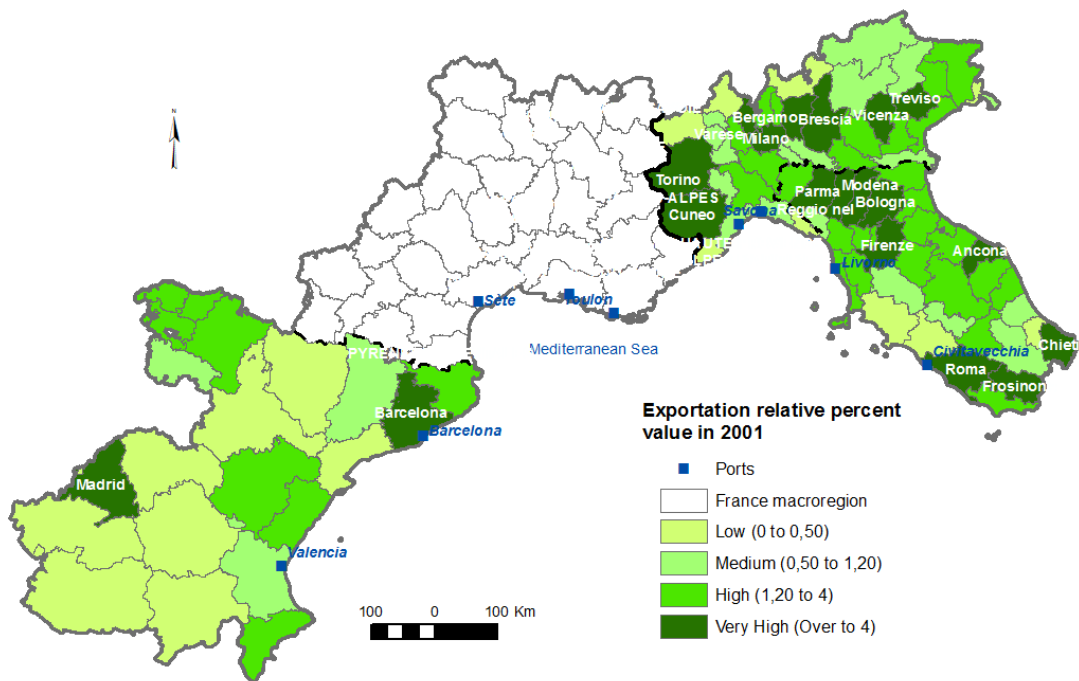 N
Bergamo
Treviso
Varese
Brescia
Vicenza
Milano
Torino
Parma
Modena
ALPES
Savona
Reggio nel
Bologna
Cuneo
Firenze
Ancona
Livorno
Sète
Toulon
Mediterranean Sea
Chieti
Civitavecchia
Roma
Frosinon
Barcelona
Barcelona
Madrid
Valencia
Exportation relative percent
value in 2001
Ports
France macroregion
Low (0 to 0,50)
Medium (0,50 to 1,20)
High (1,20 to 4)
Very High (Over to 4)
100 0 100 Km